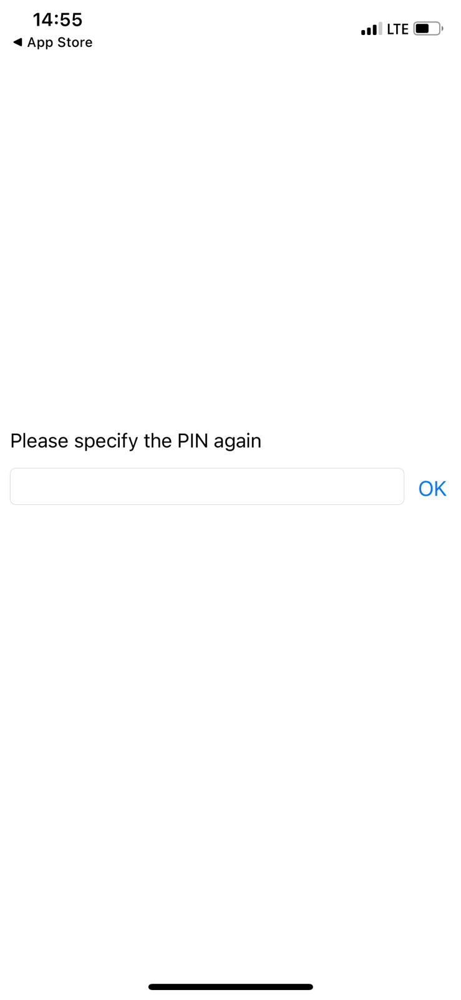 14:55
LTE
◀ App Store
Please specify the PIN again
OK